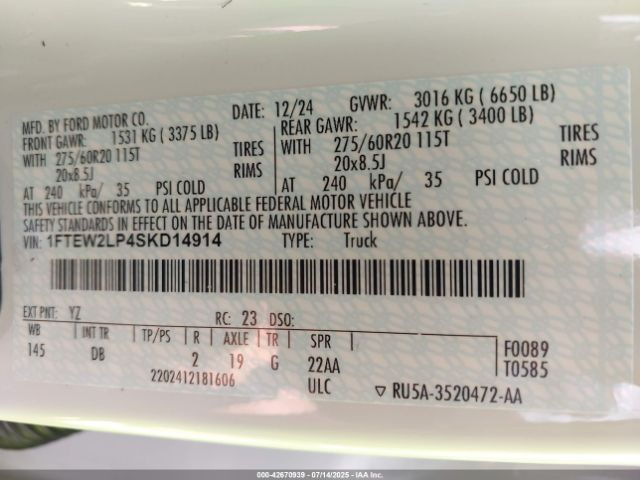 MFD. BY FORD MOTOR CO. DATE: 12/24 GVWR: 3016 KG ( 6650 LB)
FRONT GAWR: 1531 KG ( 3375 LB) REAR GAWR: 1542 KG ( 3400 LB)
WITH 275/60R20 115T TIRES WITH 275/60R20 115T TIRES
20x8.5J RIMS 20x8.5J RIMS
AT 240 kPa/ 35 PSI COLD AT 240 kPa/ 35 PSI COLD
THIS VEHICLE CONFORMS TO ALL APPLICABLE FEDERAL MOTOR VEHICLE
SAFETY STANDARDS IN EFFECT ON THE DATE OF MANUFACTURE SHOWN ABOVE.
VIN: 1FTEW2LP4SKD14914 TYPE: Truck
EXT PNT: YZ RC: 23 DSO:
WB INT TR TP/PS R AXLE TR SPR F0089
145 DB 2 19 G 22AA T0585
2202412181606 ULC ▽ RU5A-3520472-AA
000-42670939 - 07/14/2025 - IAAI, Inc.